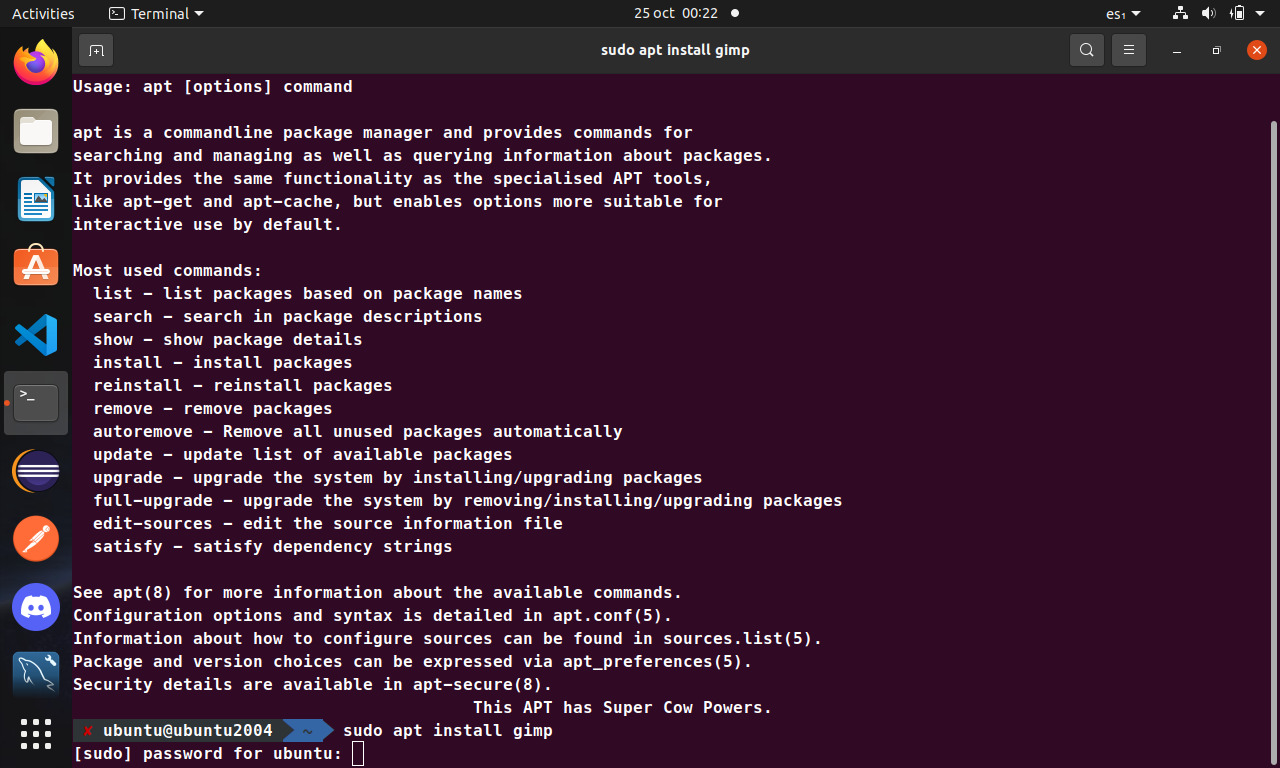 Activities Terminal 25 oct 00:22 es₁
sudo apt install gimp
Usage: apt [options] command
apt is a commandline package manager and provides commands for
searching and managing as well as querying information about packages.
It provides the same functionality as the specialised APT tools,
like apt-get and apt-cache, but enables options more suitable for
interactive use by default.
Most used commands:
list - list packages based on package names
search - search in package descriptions
show - show package details
install - install packages
reinstall - reinstall packages
remove - remove packages
autoremove - Remove all unused packages automatically
update - update list of available packages
upgrade - upgrade the system by installing/upgrading packages
full-upgrade - upgrade the system by removing/installing/upgrading packages
edit-sources - edit the source information file
satisfy - satisfy dependency strings
See apt(8) for more information about the available commands.
Configuration options and syntax is detailed in apt.conf(5).
Information about how to configure sources can be found in sources.list(5).
Package and version choices can be expressed via apt_preferences(5).
Security details are available in apt-secure(8).
This APT has Super Cow Powers.
✘ ubuntu@ubuntu2004 ~ sudo apt install gimp
[sudo] password for ubuntu: